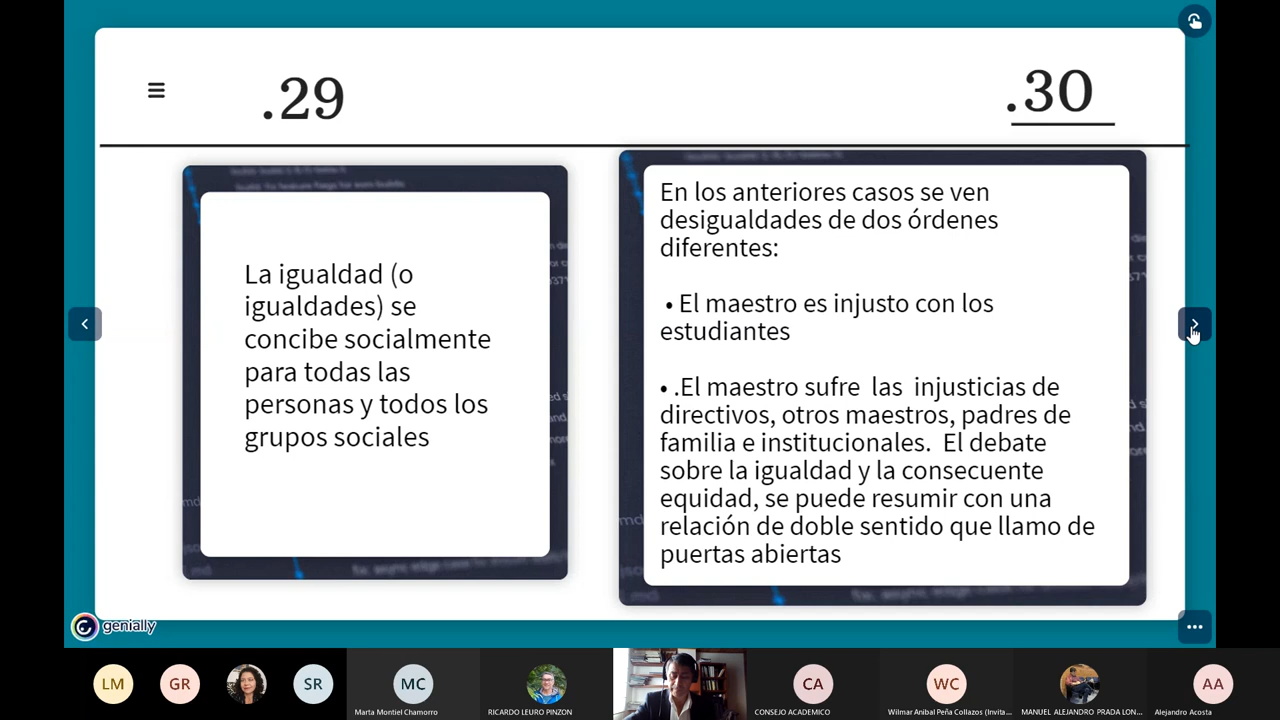 .29
.30
La igualdad (o
igualdades) se
concibe socialmente
para todas las
personas y todos los
grupos sociales
En los anteriores casos se ven
desigualdades de dos órdenes
diferentes:
• El maestro es injusto con los
estudiantes
• .El maestro sufre las injusticias de
directivos, otros maestros, padres de
familia e institucionales. El debate
sobre la igualdad y la consecuente
equidad, se puede resumir con una
relación de doble sentido que llamo de
puertas abiertas
genially
LM
GR
SR
MC
CA
WC
AA
Marta Montiel Chamorro
RICARDO LEURO PINZON
CONSEJO ACADEMICO
Wilmar Anibal Peña Collazos (Invita...
MANUEL ALEJANDRO PRADA LON...
Alejandro Acosta